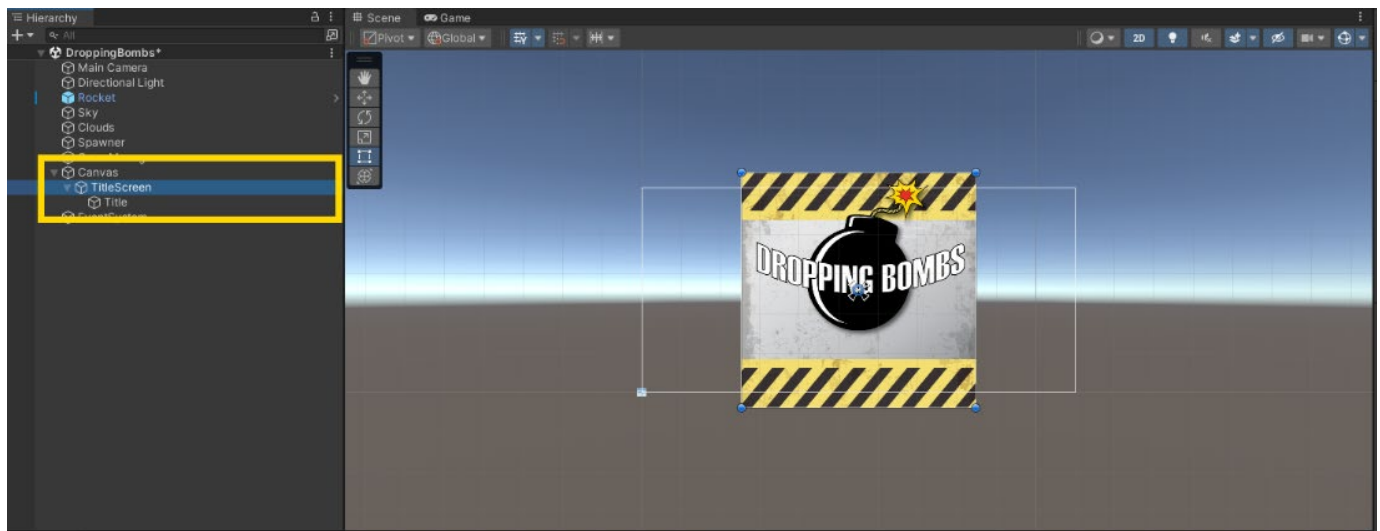 Hierarchy
Scene Game
All
Pivot Global 2D
DroppingBombs*
Main Camera
Directional Light
Rocket
Sky
Clouds
Spawner
Canvas
TitleScreen
Title
DROPPING BOMBS